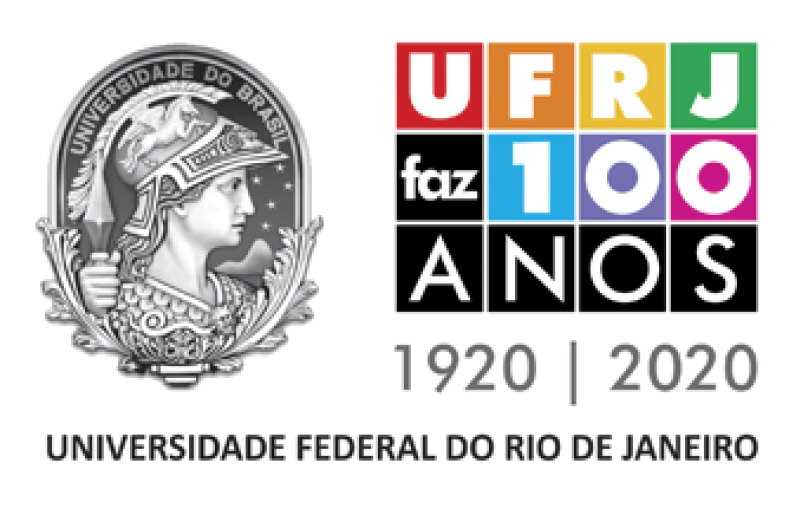 UNIVERSIDADE DO BRASIL
UFRJ
faz 100
ANOS
1920 | 2020
UNIVERSIDADE FEDERAL DO RIO DE JANEIRO